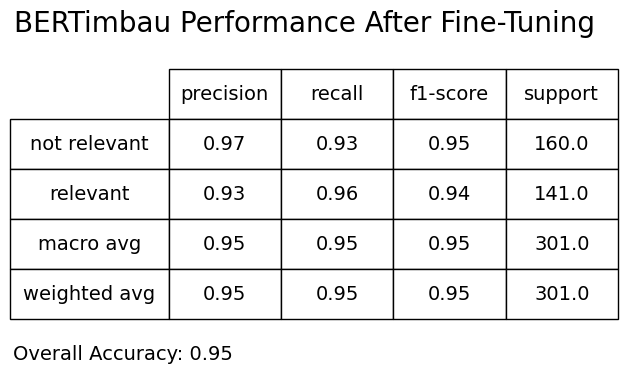 BERTimbau Performance After Fine-Tuning
precision recall f1-score support
not relevant 0.97 0.93 0.95 160.0
relevant 0.93 0.96 0.94 141.0
macro avg 0.95 0.95 0.95 301.0
weighted avg 0.95 0.95 0.95 301.0
Overall Accuracy: 0.95